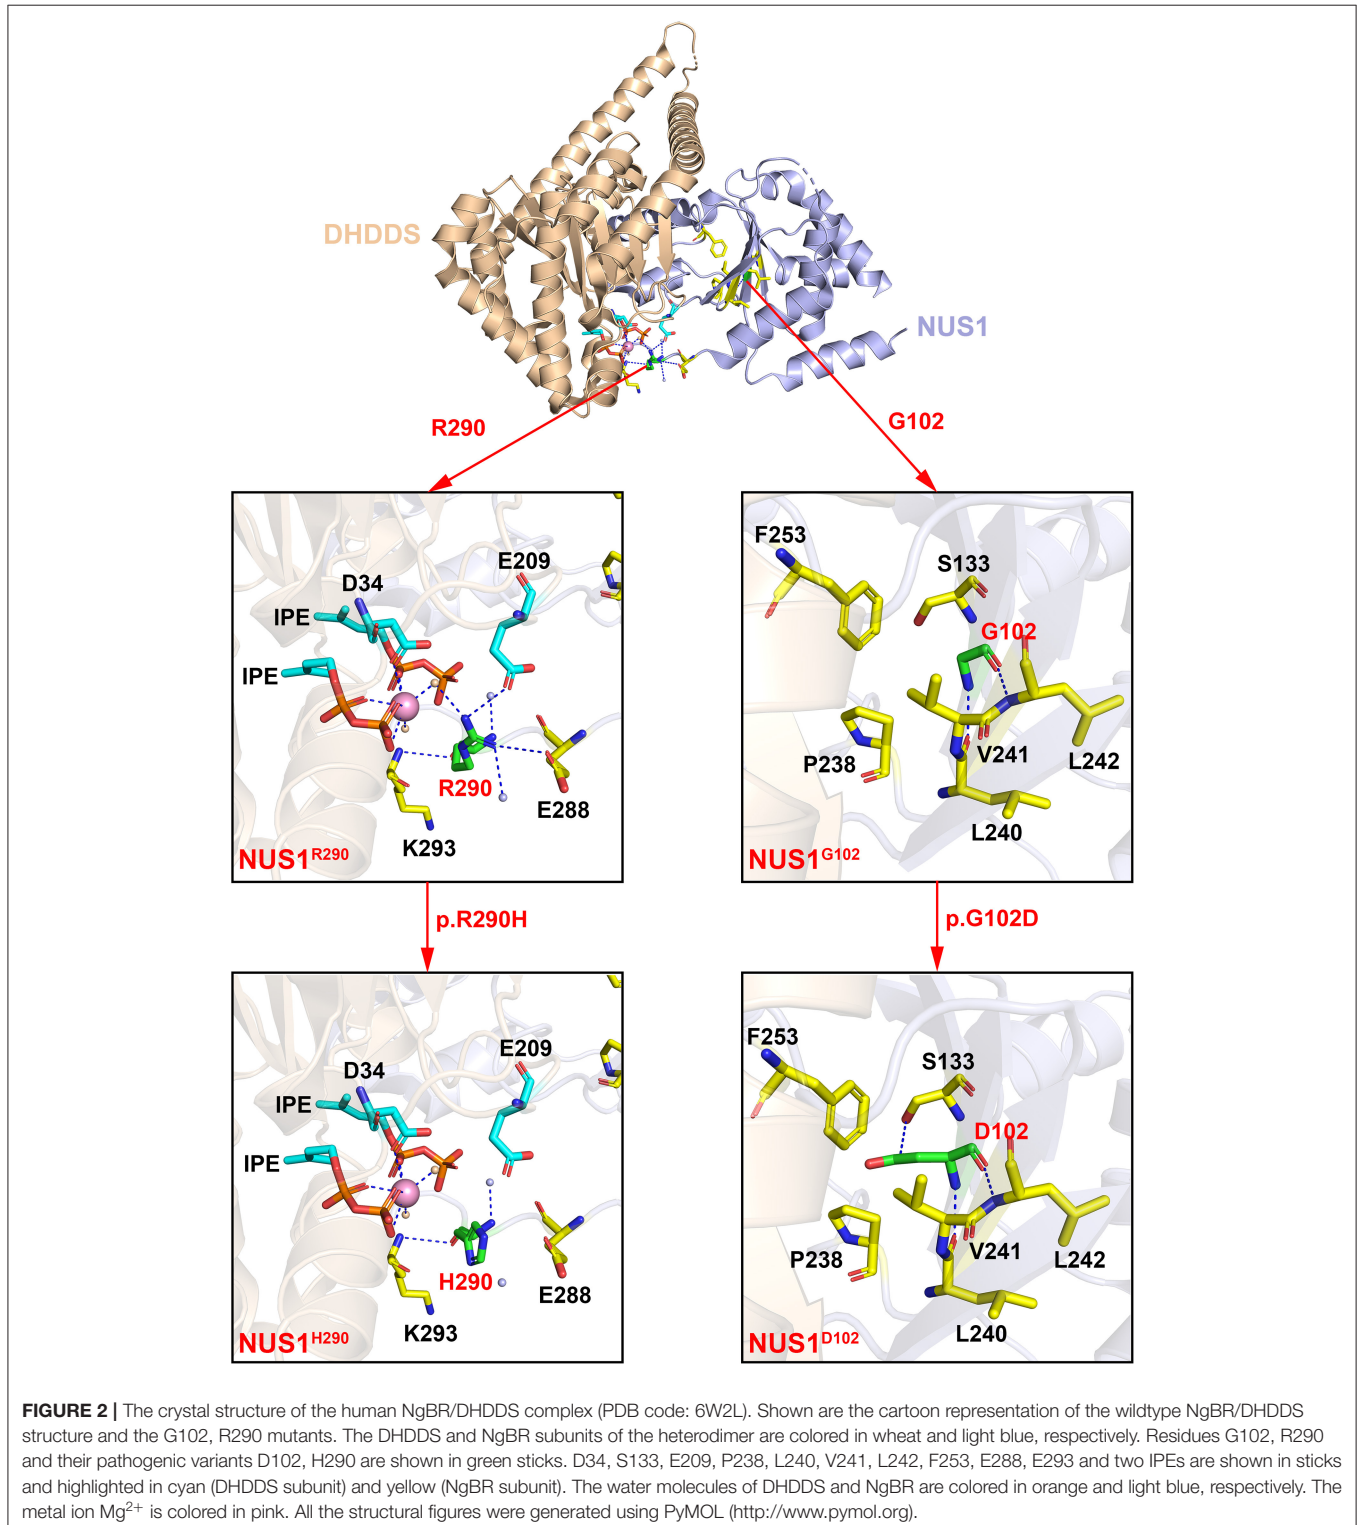 DHDDS
NUS1
R290
G102
D34
E209
IPE
IPE
R290
E288
K293
NUS1R290
F253
S133
G102
P238
V241
L242
L240
NUS1G102
p.R290H
p.G102D
D34
E209
IPE
IPE
H290
E288
K293
NUS1H290
F253
S133
D102
P238
V241
L242
L240
NUS1D102
FIGURE 2 | The crystal structure of the human NgBR/DHDDS complex (PDB code: 6W2L). Shown are the cartoon representation of the wildtype NgBR/DHDDS
structure and the G102, R290 mutants. The DHDDS and NgBR subunits of the heterodimer are colored in wheat and light blue, respectively. Residues G102, R290
and their pathogenic variants D102, H290 are shown in green sticks. D34, S133, E209, P238, L240, V241, L242, F253, E288, E293 and two IPEs are shown in sticks
and highlighted in cyan (DHDDS subunit) and yellow (NgBR subunit). The water molecules of DHDDS and NgBR are colored in orange and light blue, respectively. The
metal ion Mg2+ is colored in pink. All the structural figures were generated using PyMOL (http://www.pymol.org).